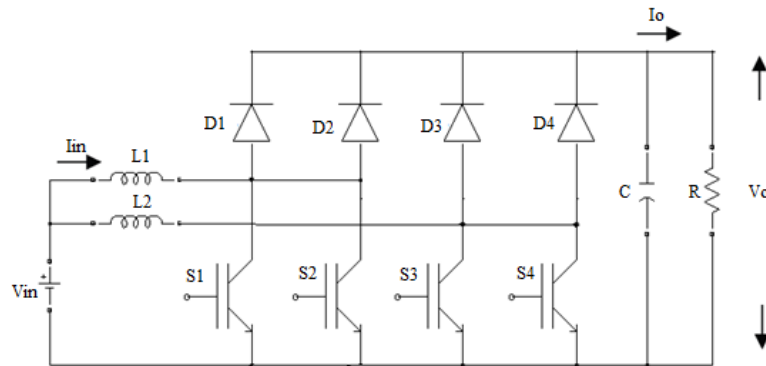 Io
D1 D2 D3 D4
Iin
L1
L2
C R Vo
S1 S2 S3 S4
Vin
+